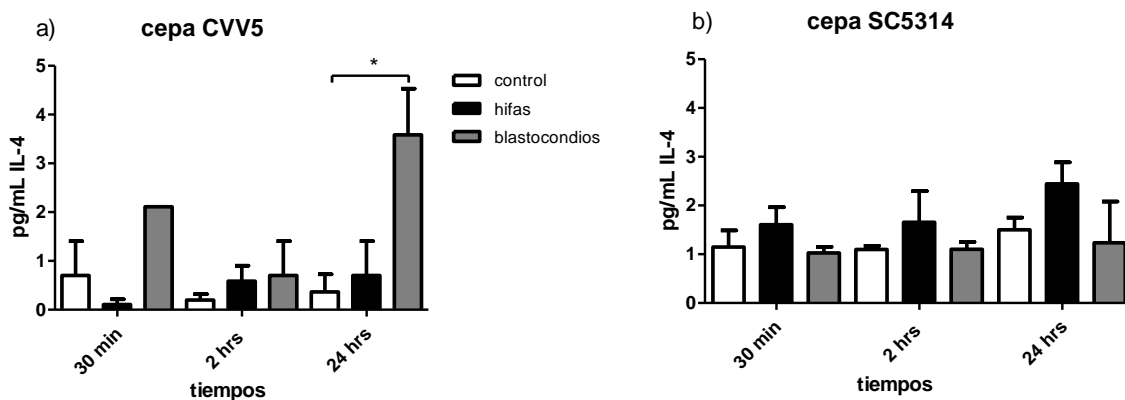 a)
cepa CVV5
pg/mL IL-4
5
4
3
2
1
0
*
30 min
2 hrs
24 hrs
tiempos
control
hifas
blastocondios
b)
cepa SC5314
pg/mL IL-4
5
4
3
2
1
0
30 min
2 hrs
24 hrs
tiempos